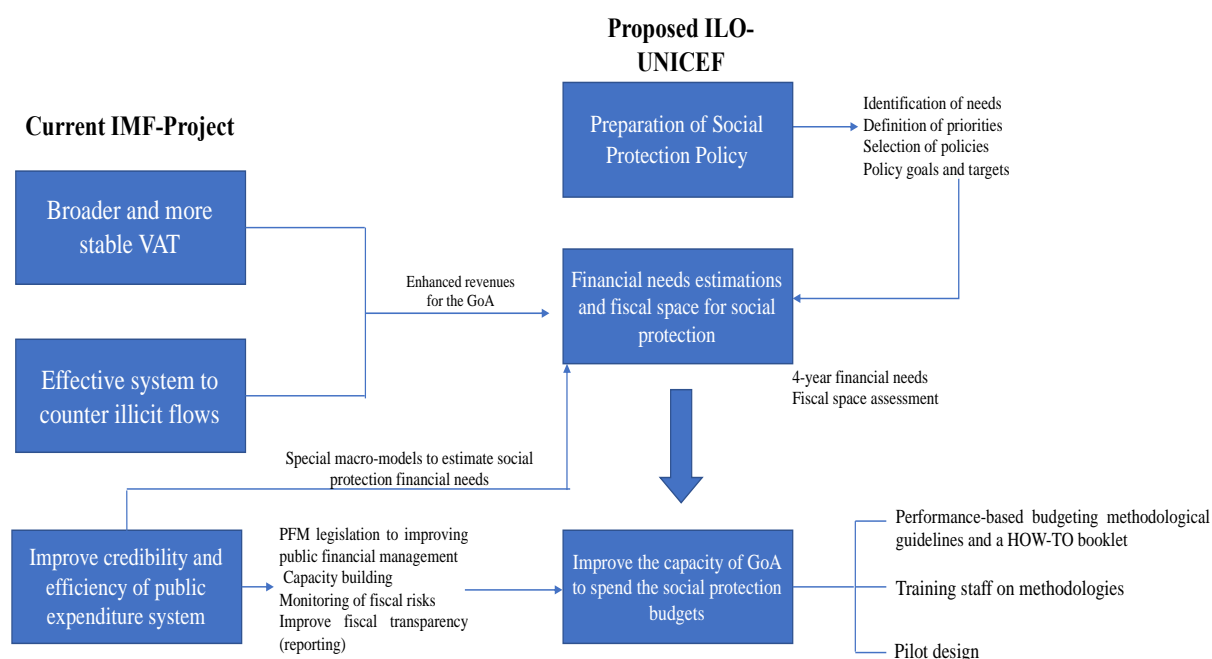 Proposed ILO-
UNICEF
Current IMF-Project
Preparation of Social
Protection Policy
Identification of needs
Definition of priorities
Selection of policies
Policy goals and targets
Broader and more
stable VAT
Enhanced revenues
for the GoA
Financial needs estimations
and fiscal space for social
protection
Effective system to
counter illicit flows
4-year financial needs
Fiscal space assessment
Special macro-models to estimate social
protection financial needs
Improve credibility and
efficiency of public
expenditure system
PFM legislation to improving
public financial management
Capacity building
Monitoring of fiscal risks
Improve fiscal transparency
(reporting)
Improve the capacity of GoA
to spend the social protection
budgets
Performance-based budgeting methodological
guidelines and a HOW-TO booklet
Training staff on methodologies
Pilot design